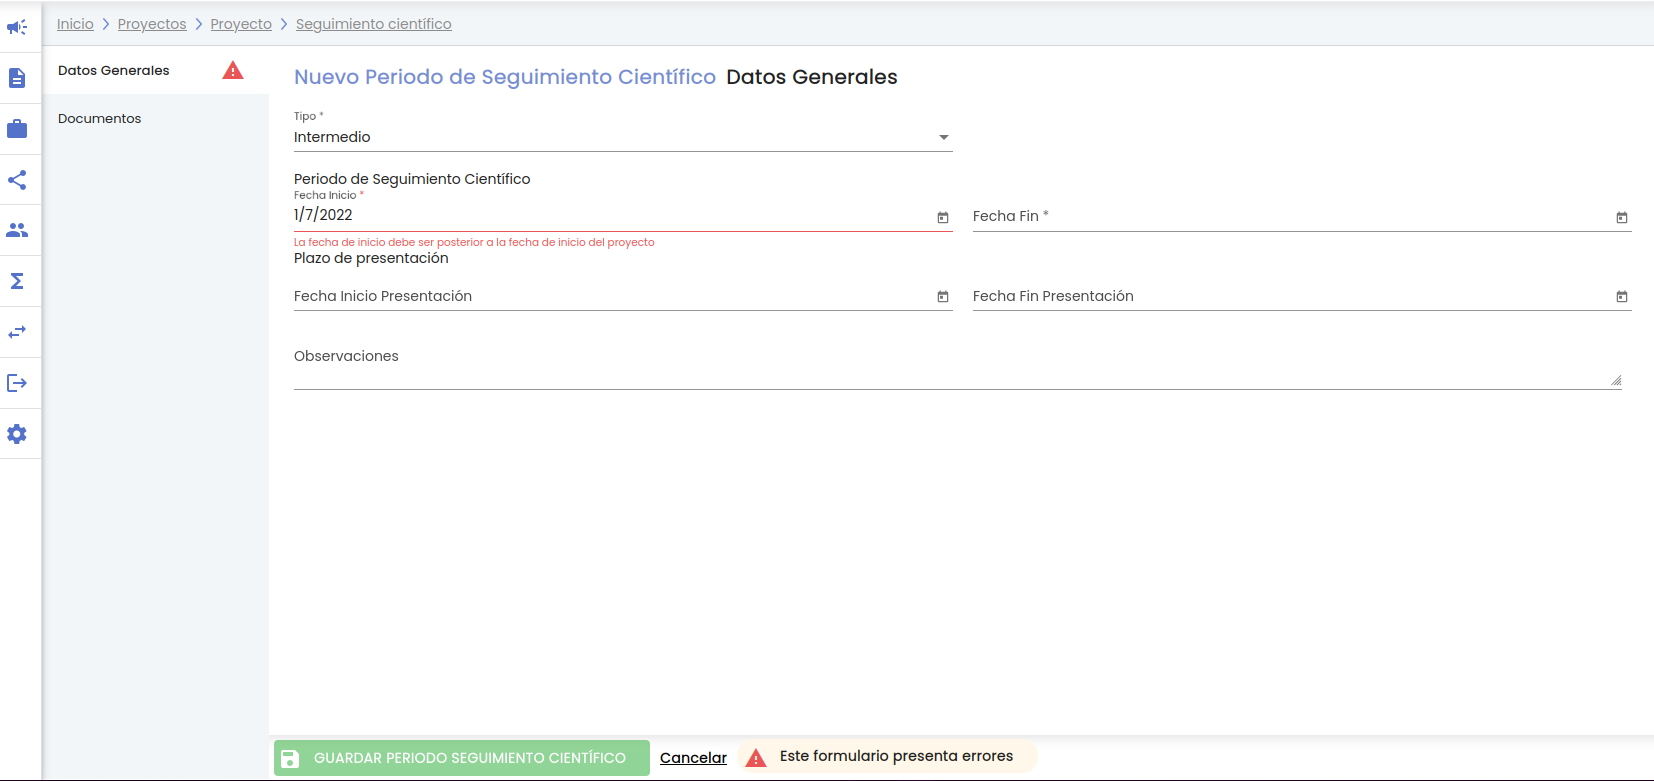 Inicio > Proyectos > Proyecto > Seguimiento científico
Datos Generales
Documentos
Nuevo Periodo de Seguimiento Científico Datos Generales
Tipo *
Intermedio
Periodo de Seguimiento Científico
Fecha Inicio *
1/7/2022
Fecha Fin *
La fecha de inicio debe ser posterior a la fecha de inicio del proyecto
Plazo de presentación
Fecha Inicio Presentación
Fecha Fin Presentación
Observaciones
GUARDAR PERIODO SEGUIMIENTO CIENTÍFICO
Cancelar
Este formulario presenta errores